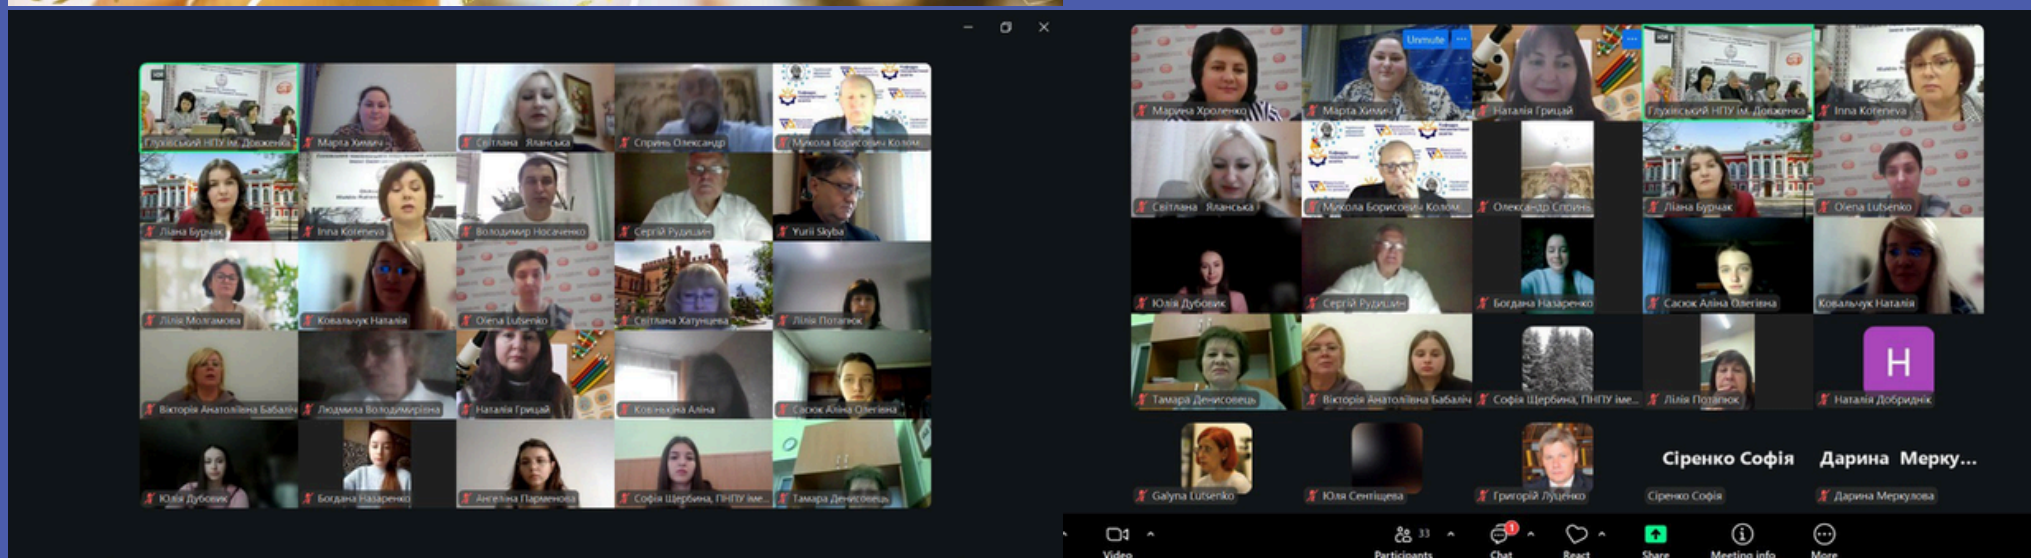 Глухівський НПУ ім. Довженка
Марта Химич
Світлана Яланська
Спринь Олександр
Микола Борисович Колом...
Ліана Бурчак
Inna Koreneva
Володимир Носаченко
Сергій Рудишин
Yurii Skyba
Лілія Молгамова
Ковальчук Наталія
Olena Lutsenko
Світлана Хатунцева
Лілія Потапюк
Вікторія Анатоліївна Бабаліч
Людмила Володимирівна
Наталія Грицай
Аліна
Сасюк Аліна Олегівна
Юлія Дубовик
Богдана Назаренко
Ангеліна Парменова
Софія Щербина, ПНПУ іме...
Тамара Денисовець
Unmute
Марина Хроленко
Марта Химич
Наталія Грицай
HDR
Глухівський НПУ ім. Довженка
Inna Koreneva
Світлана Яланська
Микола Борисович Колом...
Олександр Спринь
Ліана Бурчак
Olena Lutsenko
Юлія Дубовик
Сергій Рудишин
Богдана Назаренко
Сасюк Аліна Олегівна
Ковальчук Наталія
Тамара Денисовець
Вікторія Анатоліївна Бабаліч
Софія Щербина, ПНПУ іме...
Лілія Потапюк
Н
Наталія Добриднік
Сіренко Софія
Дарина Мерку...
Galyna Lutsenko
Юля Сентіщева
Григорій Луценко
Сіренко Софія
Дарина Меркулова
33
1
Video
Participants
Chat
React
Share
Meeting info
More